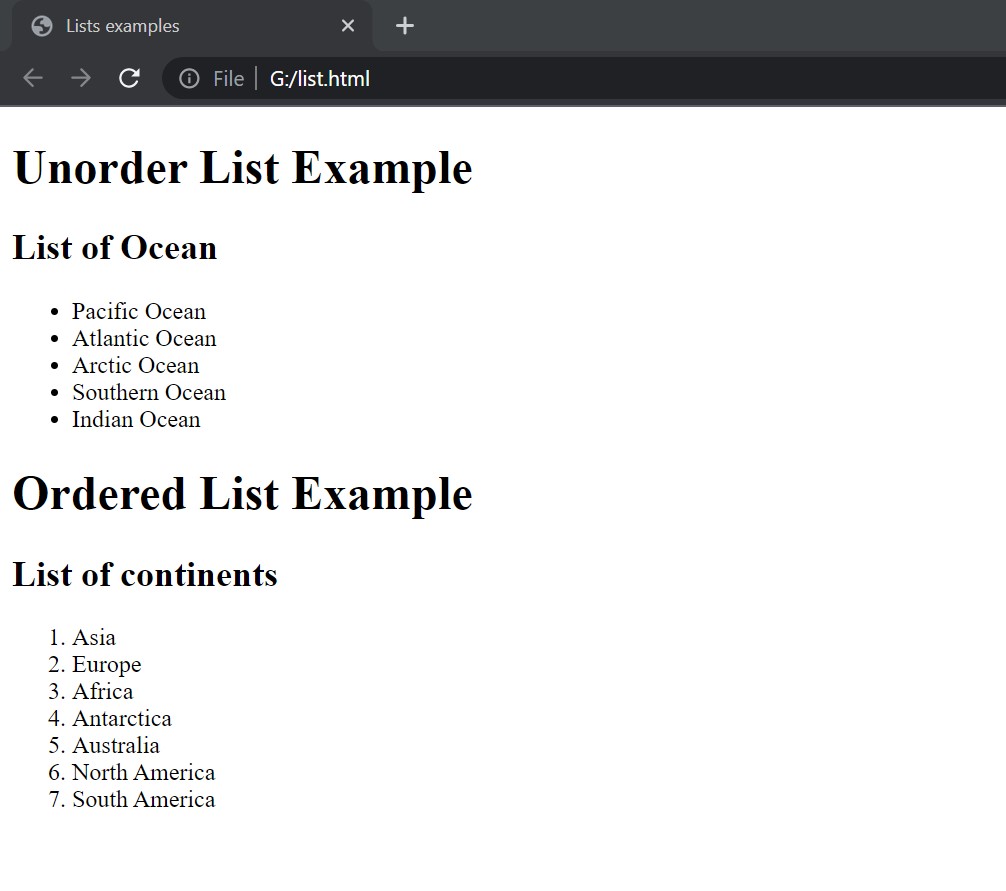 Lists examples
File G:/list.html
Unorder List Example
List of Ocean
• Pacific Ocean
• Atlantic Ocean
• Arctic Ocean
• Southern Ocean
• Indian Ocean
Ordered List Example
List of continents
1. Asia
2. Europe
3. Africa
4. Antarctica
5. Australia
6. North America
7. South America